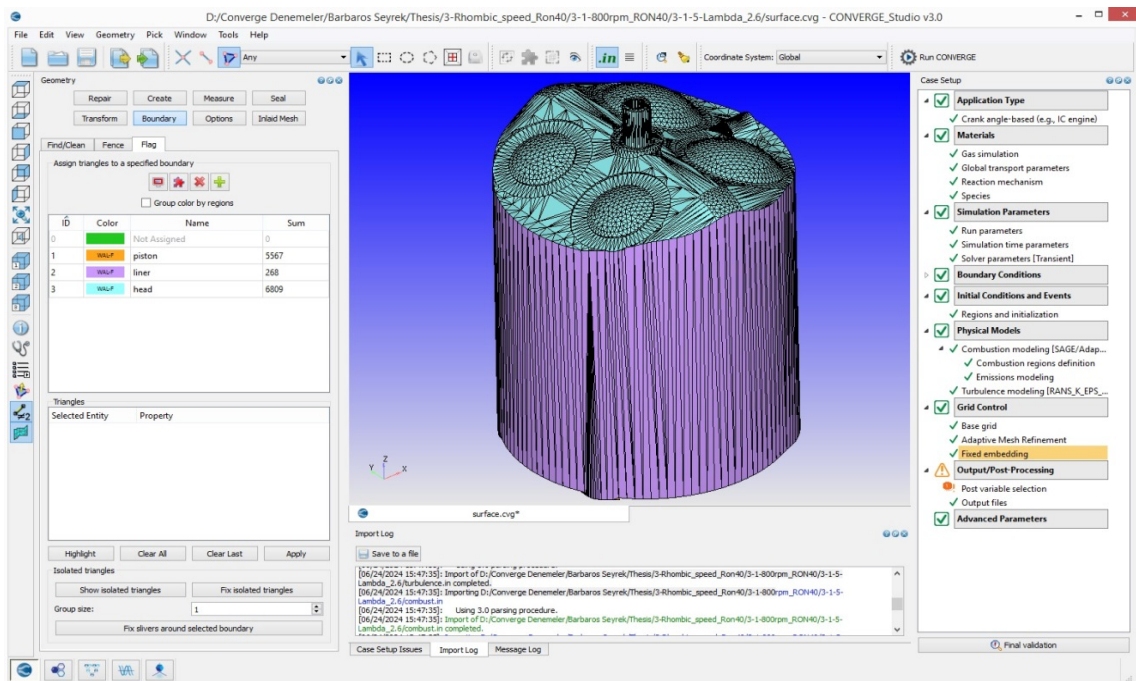 D:/Converge Denemeler/Barbaros Seyrek/Thesis/3-Rhombic_speed_Ron40/3-1-800rpm_RON40/3-1-5-Lambda_2.6/surface.cvg - CONVERGE_Studio v3.0
File Edit View Geometry Pick Window Tools Help
Any
.in
Coordinate System: Global
Run CONVERGE
Geometry
Repair Create Measure Seal
Transform Boundary Options Inlaid Mesh
Find/Clean Fence Flag
Assign triangles to a specified boundary
Group color by regions
ID Color Name Sum
0 Not Assigned 0
1 WAL-F piston 5567
2 WAL-F liner 268
3 WAL-F head 6809
Triangles
Selected Entity Property
Highlight Clear All Clear Last Apply
Isolated triangles
Show isolated triangles Fix isolated triangles
Group size: 1
Fix slivers around selected boundary
Z
Y
X
surface.cvg*
Import Log
Save to a file
[06/24/2024 15:47:35]: Import of D:/Converge Denemeler/Barbaros Seyrek/Thesis/3-Rhombic_speed_Ron40/3-1-800rpm_RON40/3-1-5-
Lambda_2.6/turbulence.in completed.
[06/24/2024 15:47:35]: Importing D:/Converge Denemeler/Barbaros Seyrek/Thesis/3-Rhombic_speed_Ron40/3-1-800rpm_RON40/3-1-5-
Lambda_2.6/combust.in
[06/24/2024 15:47:35]: Using 3.0 parsing procedure.
[06/24/2024 15:47:35]: Import of D:/Converge Denemeler/Barbaros Seyrek/Thesis/3-Rhombic_speed_Ron40/3-1-800rpm_RON40/3-1-5-
Lambda_2.6/combust.in completed.
Case Setup Issues Import Log Message Log
Case Setup
Application Type
Crank angle-based (e.g., IC engine)
Materials
Gas simulation
Global transport parameters
Reaction mechanism
Species
Simulation Parameters
Run parameters
Simulation time parameters
Solver parameters [Transient]
Boundary Conditions
Initial Conditions and Events
Regions and initialization
Physical Models
Combustion modeling [SAGE/Adap...
Combustion regions definition
Emissions modeling
Turbulence modeling [RANS_K_EPS_...
Grid Control
Base grid
Adaptive Mesh Refinement
Fixed embedding
Output/Post-Processing
Post variable selection
Output files
Advanced Parameters
Final validation